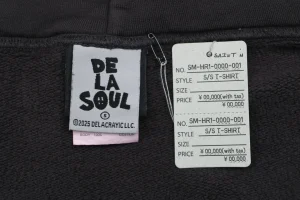 DE
LA
SOUL
S
©2025 DELACRAYIC LLC.
SAINT M
NO. SM-HR1-0000-001
STYLE: S/S T-SHIRT
SIZE:
PRICE ¥00,000(with tax)
¥00,000
NO. SM-HR1-0000-001
STYLE: S/S T-SHIRT
SIZE:
PRICE ¥00,000(with tax)
¥00,000